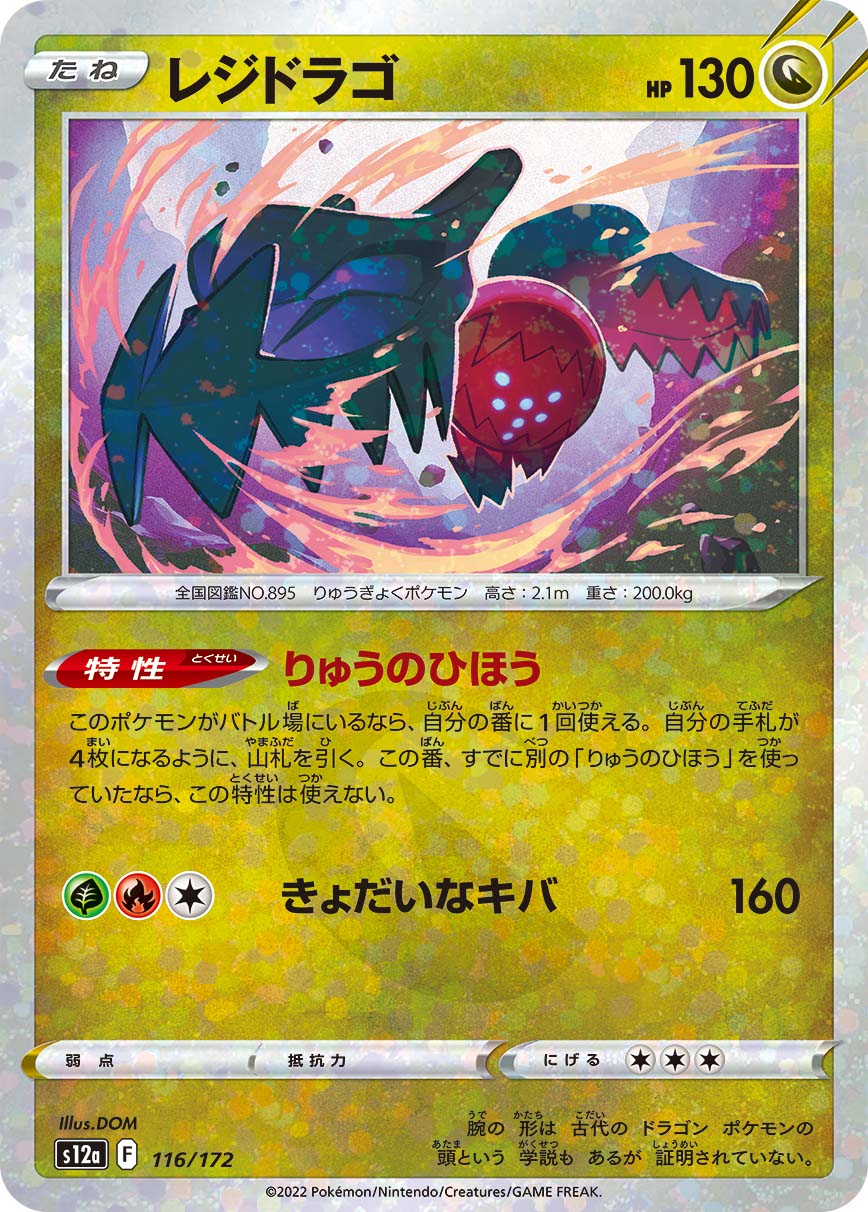 たね レジドラゴ HP 130
全国図鑑NO.895 りゅうぎょくポケモン 高さ：2.1m 重さ：200.0kg
特性 とくせい りゅうのひほう
このポケモンがバトル場にいるなら、自分の番に1回使える。自分の手札が
4枚になるように、山札を引く。この番、すでに別の「りゅうのひほう」を使っ
ていたなら、この特性は使えない。
きょだいなキバ 160
弱点 抵抗力 にげる
Illus.DOM
腕の 形は 古代の ドラゴン ポケモンの
頭という 学説も あるが 証明されていない。
s12a F 116/172
©2022 Pokémon/Nintendo/Creatures/GAME FREAK.